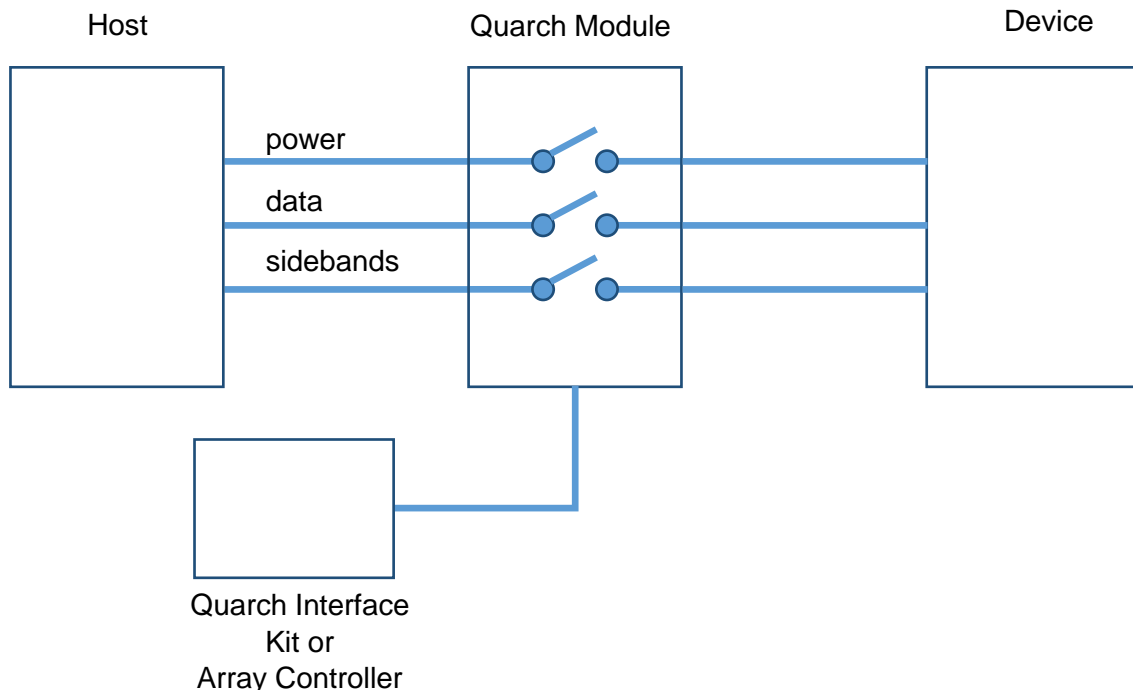 Host
Quarch Module
Device
power
data
sidebands
Quarch Interface
Kit or
Array Controller